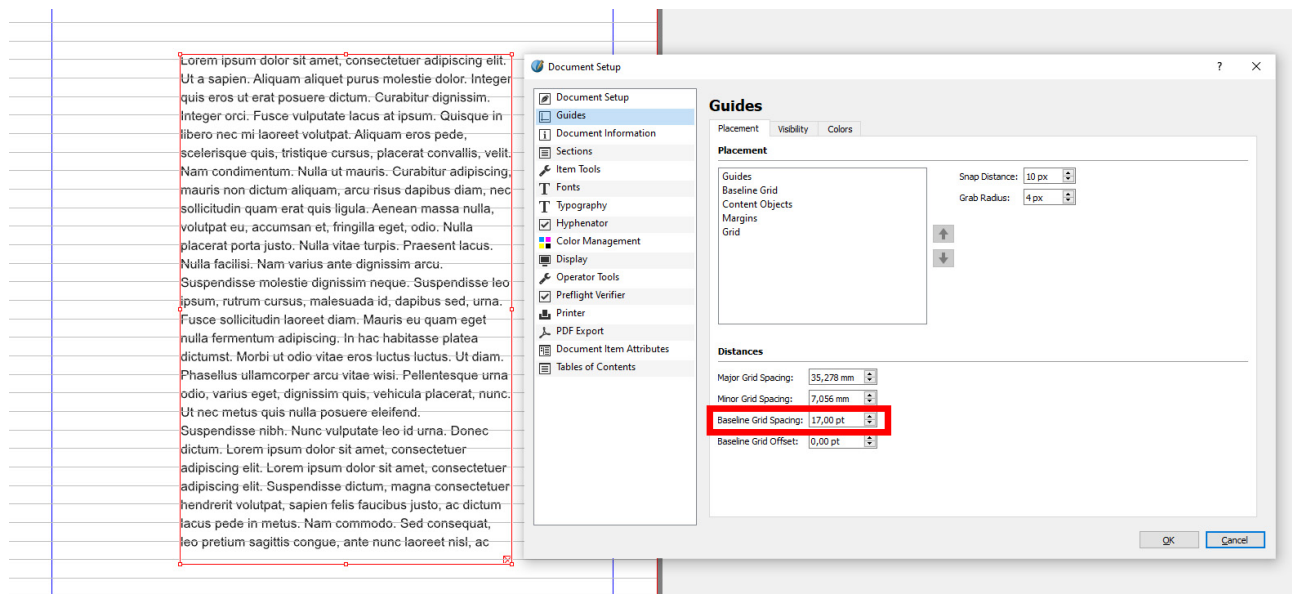 Lorem ipsum dolor sit amet, consectetuer adipiscing elit.
Ut a sapien. Aliquam aliquet purus molestie dolor. Integer
quis eros ut erat posuere dictum. Curabitur dignissim.
Integer orci. Fusce vulputate lacus at ipsum. Quisque in
libero nec mi laoreet volutpat. Aliquam eros pede,
scelerisque quis, tristique cursus, placerat convallis, velit.
Nam condimentum. Nulla ut mauris. Curabitur adipiscing,
mauris non dictum aliquam, arcu risus dapibus diam, nec
sollicitudin quam erat quis ligula. Aenean massa nulla,
volutpat eu, accumsan et, fringilla eget, odio. Nulla
placerat porta justo. Nulla vitae turpis. Praesent lacus.
Nulla facilisi. Nam varius ante dignissim arcu.
Suspendisse molestie dignissim neque. Suspendisse leo
ipsum, rutrum cursus, malesuada id, dapibus sed, urna.
Fusce sollicitudin laoreet diam. Mauris eu quam eget
nulla fermentum adipiscing. In hac habitasse platea
dictumst. Morbi ut odio vitae eros luctus luctus. Ut diam.
Phasellus ullamcorper arcu vitae wisi. Pellentesque urna
odio, varius eget, dignissim quis, vehicula placerat, nunc.
Ut nec metus quis nulla posuere eleifend.
Suspendisse nibh. Nunc vulputate leo id urna. Donec
dictum. Lorem ipsum dolor sit amet, consectetuer
adipiscing elit. Lorem ipsum dolor sit amet, consectetuer
adipiscing elit. Suspendisse dictum, magna consectetuer
hendrerit volutpat, sapien felis faucibus justo, ac dictum
lacus pede in metus. Nam commodo. Sed consequat,
leo pretium sagittis congue, ante nunc laoreet nisl, ac
Document Setup
?
Document Setup
Guides
Document Information
Sections
Item Tools
Fonts
Typography
Hyphenator
Color Management
Display
Operator Tools
Preflight Verifier
Printer
PDF Export
Document Item Attributes
Tables of Contents
Guides
Placement Visibility Colors
Placement
Guides
Baseline Grid
Content Objects
Margins
Grid
Snap Distance: 10 px
Grab Radius: 4 px
Distances
Major Grid Spacing: 35,278 mm
Minor Grid Spacing: 7,056 mm
Baseline Grid Spacing: 17,00 pt
Baseline Grid Offset: 0,00 pt
OK Cancel